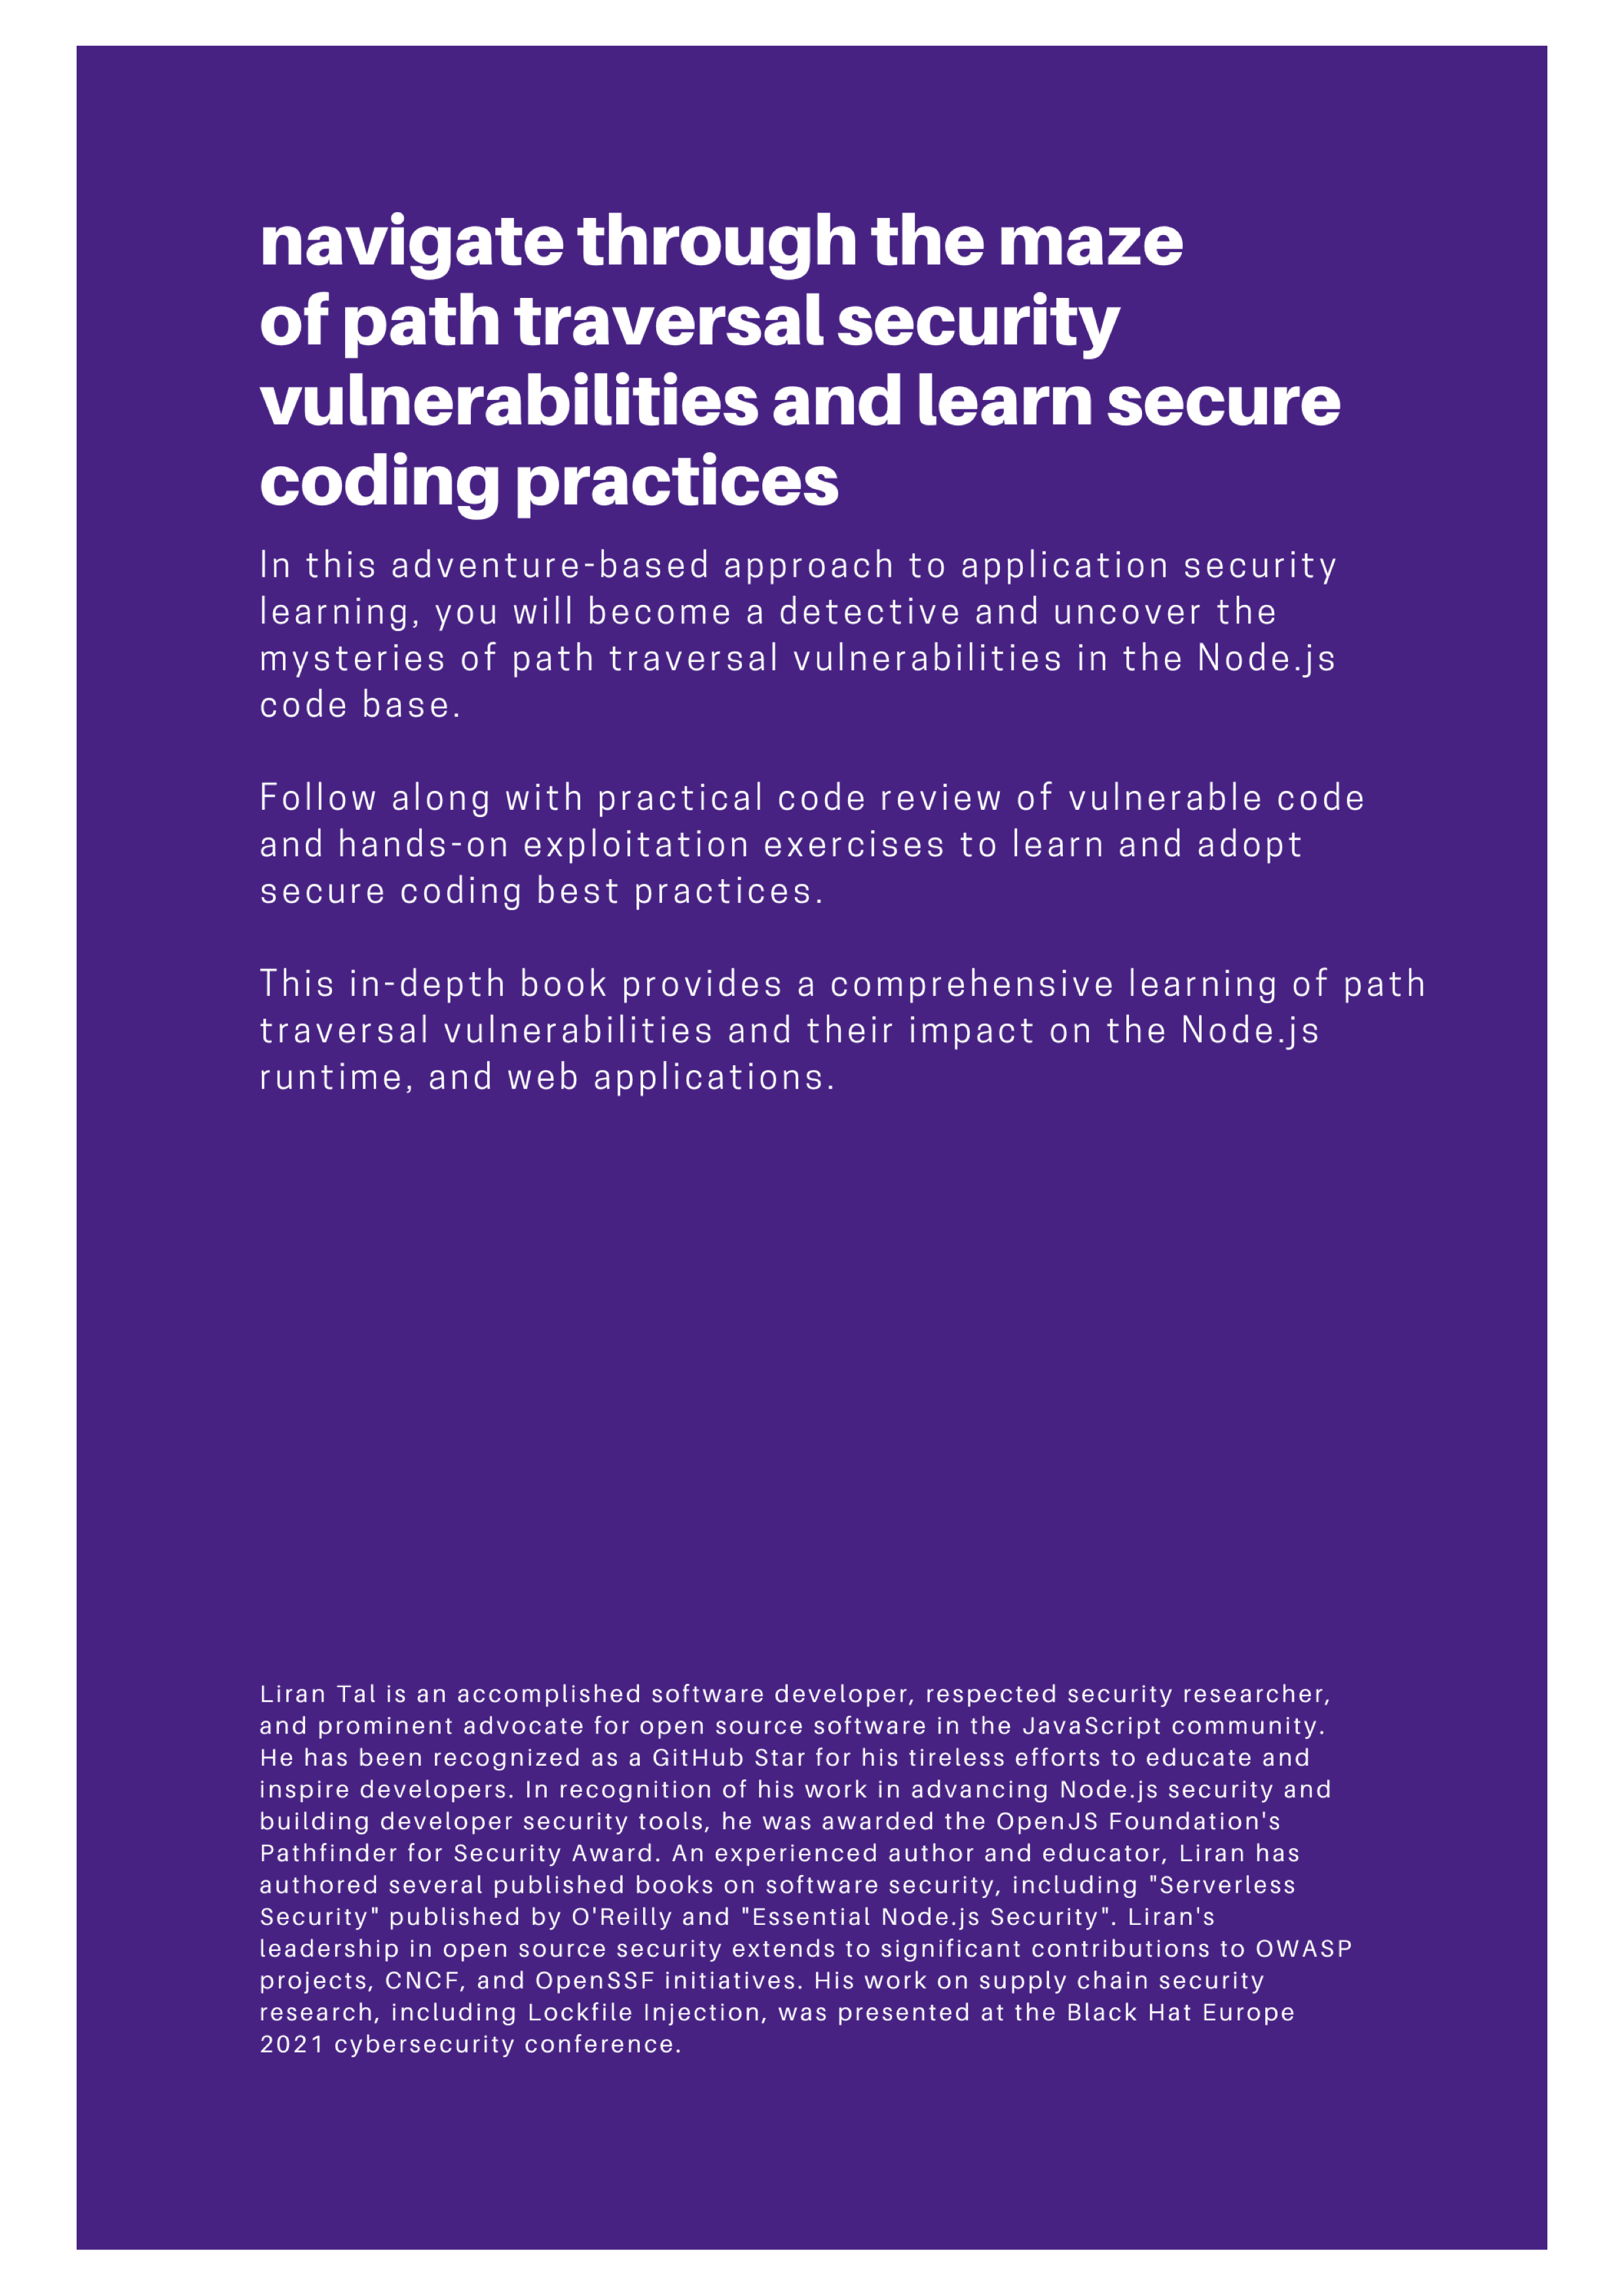 navigate through the maze
of path traversal security
vulnerabilities and learn secure
coding practices
In this adventure-based approach to application security
learning, you will become a detective and uncover the
mysteries of path traversal vulnerabilities in the Node.js
code base.
Follow along with practical code review of vulnerable code
and hands-on exploitation exercises to learn and adopt
secure coding best practices.
This in-depth book provides a comprehensive learning of path
traversal vulnerabilities and their impact on the Node.js
runtime, and web applications.
Liran Tal is an accomplished software developer, respected security researcher,
and prominent advocate for open source software in the JavaScript community.
He has been recognized as a GitHub Star for his tireless efforts to educate and
inspire developers. In recognition of his work in advancing Node.js security and
building developer security tools, he was awarded the OpenJS Foundation's
Pathfinder for Security Award. An experienced author and educator, Liran has
authored several published books on software security, including "Serverless
Security" published by O'Reilly and "Essential Node.js Security". Liran's
leadership in open source security extends to significant contributions to OWASP
projects, CNCF, and OpenSSF initiatives. His work on supply chain security
research, including Lockfile Injection, was presented at the Black Hat Europe
2021 cybersecurity conference.